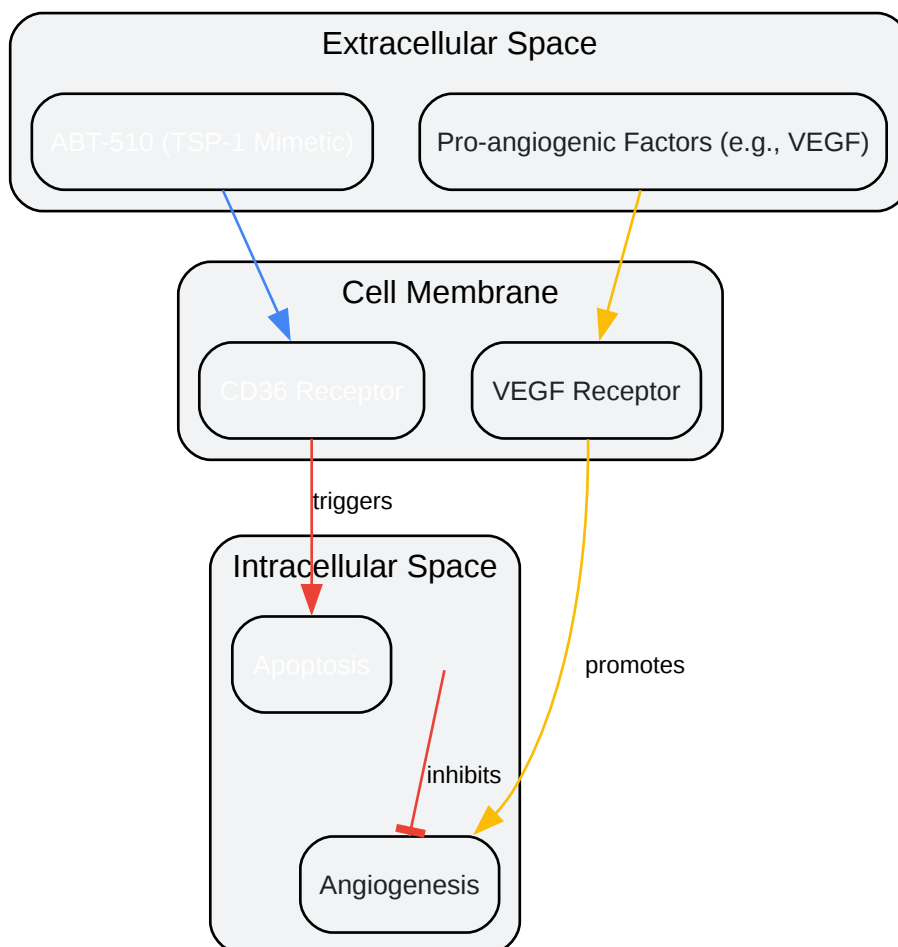 Extracellular Space
ABT-510 (TSP-1 Mimetic)
Pro-angiogenic Factors (e.g., VEGF)
Cell Membrane
CD36 Receptor
VEGF Receptor
triggers
Intracellular Space
Apoptosis
promotes
inhibits
Angiogenesis